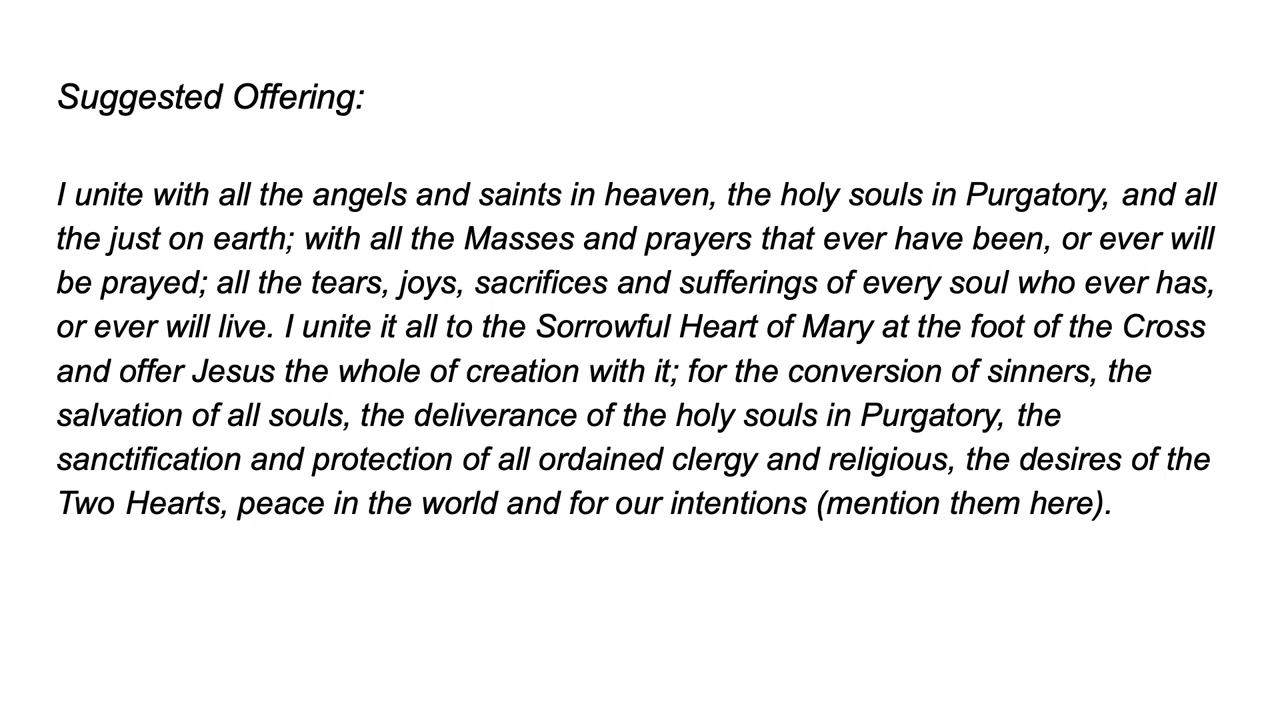 Suggested Offering:
I unite with all the angels and saints in heaven, the holy souls in Purgatory, and all
the just on earth; with all the Masses and prayers that ever have been, or ever will
be prayed; all the tears, joys, sacrifices and sufferings of every soul who ever has,
or ever will live. I unite it all to the Sorrowful Heart of Mary at the foot of the Cross
and offer Jesus the whole of creation with it; for the conversion of sinners, the
salvation of all souls, the deliverance of the holy souls in Purgatory, the
sanctification and protection of all ordained clergy and religious, the desires of the
Two Hearts, peace in the world and for our intentions (mention them here).